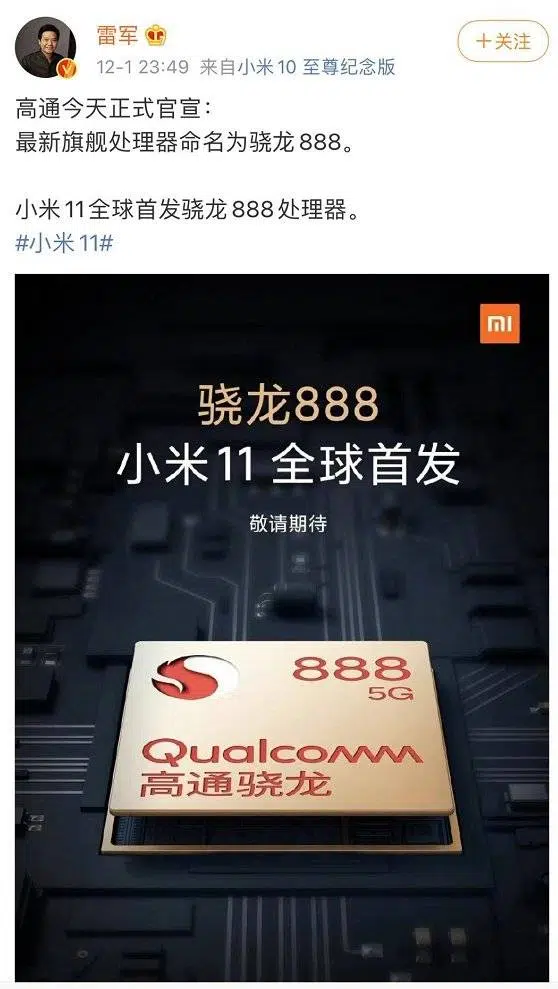 雷军
+关注
12-1 23:49 来自小米10 至尊纪念版
高通今天正式官宣：
最新旗舰处理器命名为骁龙888。
小米11全球首发骁龙888处理器。
#小米11#
mi
骁龙888
小米11 全球首发
敬请期待
888
5G
Qualcomm
高通骁龙